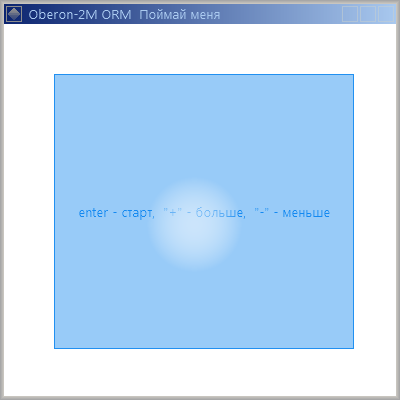 Oberon-2M ORM Поймай меня
enter - старт, "+" - больше, "-" - меньше